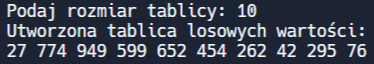 Podaj rozmiar tablicy: 10
Utworzona tablica losowych wartości:
27 774 949 599 652 454 262 42 295 76